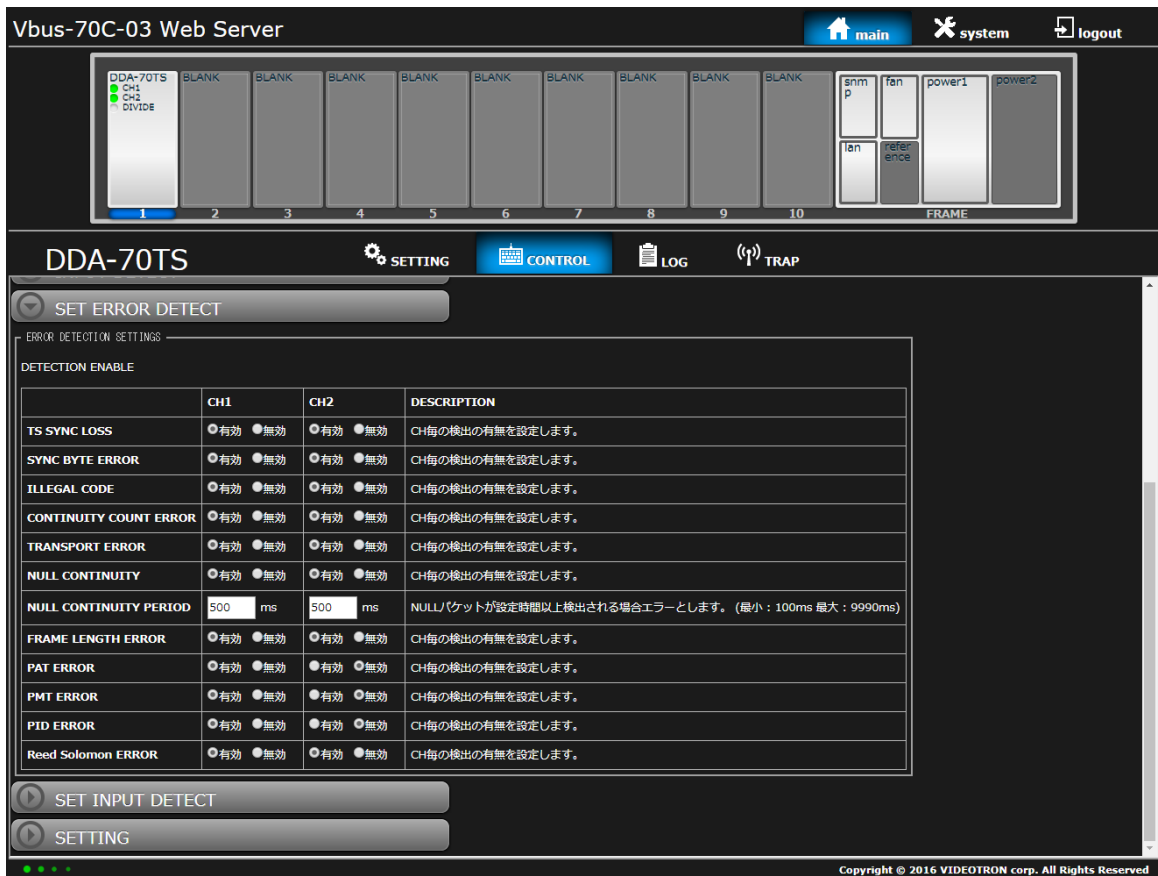 Vbus-70C-03 Web Server
main
system
logout
DDA-70TS
CH1
CH2
DIVIDE
BLANK
BLANK
BLANK
BLANK
BLANK
BLANK
BLANK
BLANK
BLANK
snm
p
fan
power1
power2
lan
refer
ence
1 2 3 4 5 6 7 8 9 10 FRAME
DDA-70TS
SETTING
CONTROL
LOG
TRAP
SET ERROR DETECT
ERROR DETECTION SETTINGS
DETECTION ENABLE
CH1 CH2 DESCRIPTION
TS SYNC LOSS 有効 無効 有効 無効 CH毎の検出の有無を設定します。
SYNC BYTE ERROR 有効 無効 有効 無効 CH毎の検出の有無を設定します。
ILLEGAL CODE 有効 無効 有効 無効 CH毎の検出の有無を設定します。
CONTINUITY COUNT ERROR 有効 無効 有効 無効 CH毎の検出の有無を設定します。
TRANSPORT ERROR 有効 無効 有効 無効 CH毎の検出の有無を設定します。
NULL CONTINUITY 有効 無効 有効 無効 CH毎の検出の有無を設定します。
NULL CONTINUITY PERIOD 500 ms 500 ms NULLパケットが設定時間以上検出される場合エラーとします。 (最小：100ms 最大：9990ms)
FRAME LENGTH ERROR 有効 無効 有効 無効 CH毎の検出の有無を設定します。
PAT ERROR 有効 無効 有効 無効 CH毎の検出の有無を設定します。
PMT ERROR 有効 無効 有効 無効 CH毎の検出の有無を設定します。
PID ERROR 有効 無効 有効 無効 CH毎の検出の有無を設定します。
Reed Solomon ERROR 有効 無効 有効 無効 CH毎の検出の有無を設定します。
SET INPUT DETECT
SETTING
Copyright © 2016 VIDEOTRON corp. All Rights Reserved